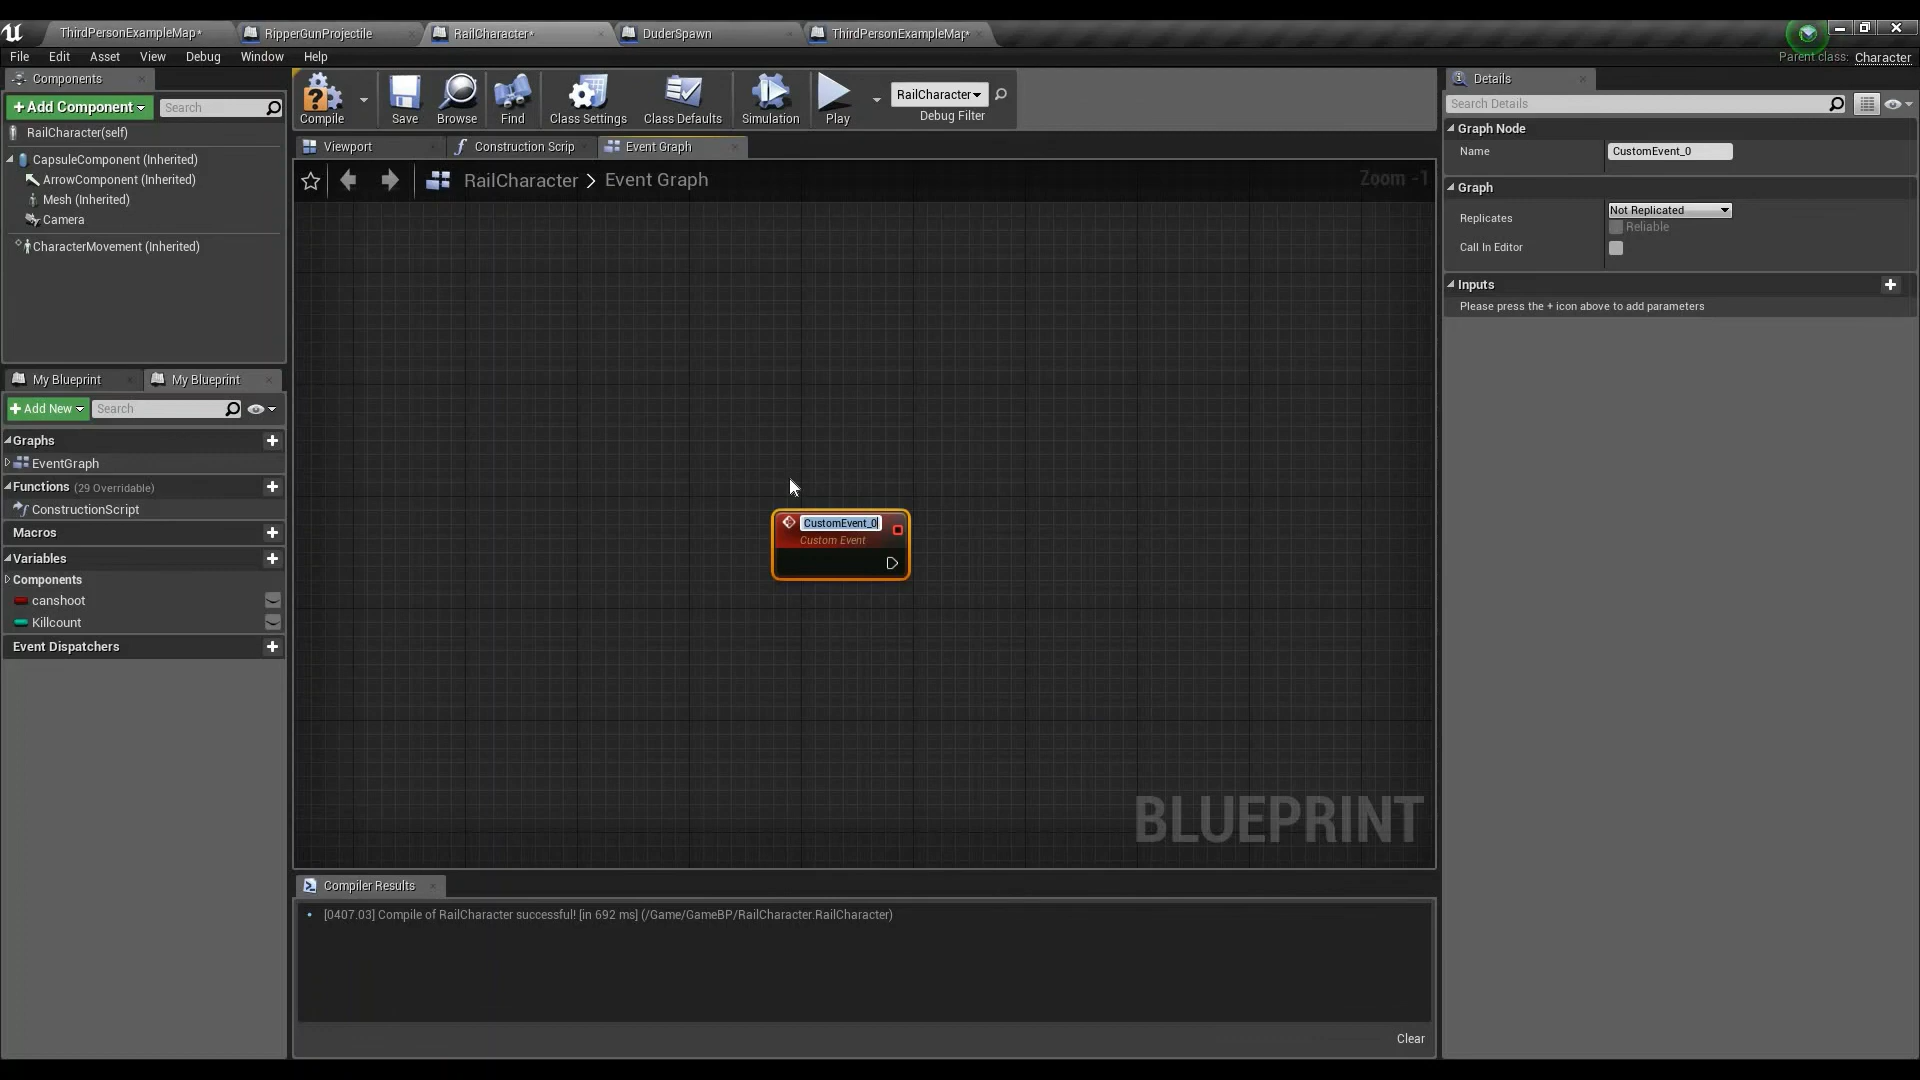 ThirdPersonExampleMap*
RipperGunProjectile
RailCharacter*
DuderSpawn
ThirdPersonExampleMap*
File Edit Asset View Debug Window Help
Parent class: Character
Components
+Add Component
Search
RailCharacter(self)
CapsuleComponent (Inherited)
ArrowComponent (Inherited)
Mesh (Inherited)
Camera
CharacterMovement (Inherited)
My Blueprint
My Blueprint
+Add New
Search
Graphs
EventGraph
Functions (29 Overridable)
ConstructionScript
Macros
Variables
Components
canshoot
Killcount
Event Dispatchers
Compile
Save
Browse
Find
Class Settings
Class Defaults
Simulation
Play
RailCharacter
Debug Filter
Viewport
Construction Scrip
Event Graph
RailCharacter > Event Graph
Zoom -1
CustomEvent_0
Custom Event
BLUEPRINT
Compiler Results
• [0407.03] Compile of RailCharacter successful! [in 692 ms] (/Game/GameBP/RailCharacter.RailCharacter)
Clear
Details
Search Details
Graph Node
Name CustomEvent_0
Graph
Replicates Not Replicated
Reliable
Call In Editor
Inputs
Please press the + icon above to add parameters